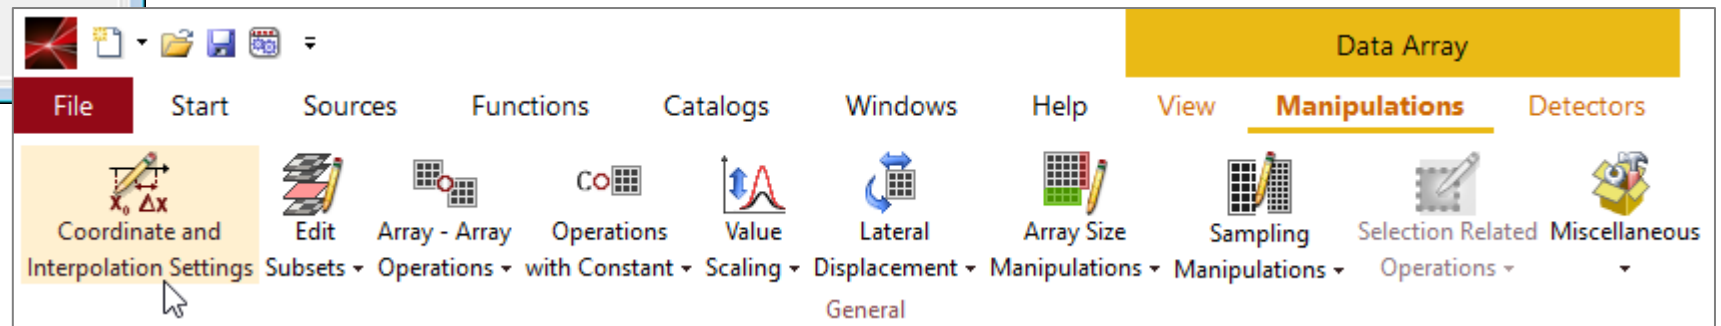 Data Array
File Start Sources Functions Catalogs Windows Help View Manipulations Detectors
X₀ Δx
C
Coordinate and Interpolation Settings
Edit Subsets
Array - Array Operations
Operations with Constant
Value Scaling
Lateral Displacement
Array Size Manipulations
Sampling Manipulations
Selection Related Operations
Miscellaneous
General